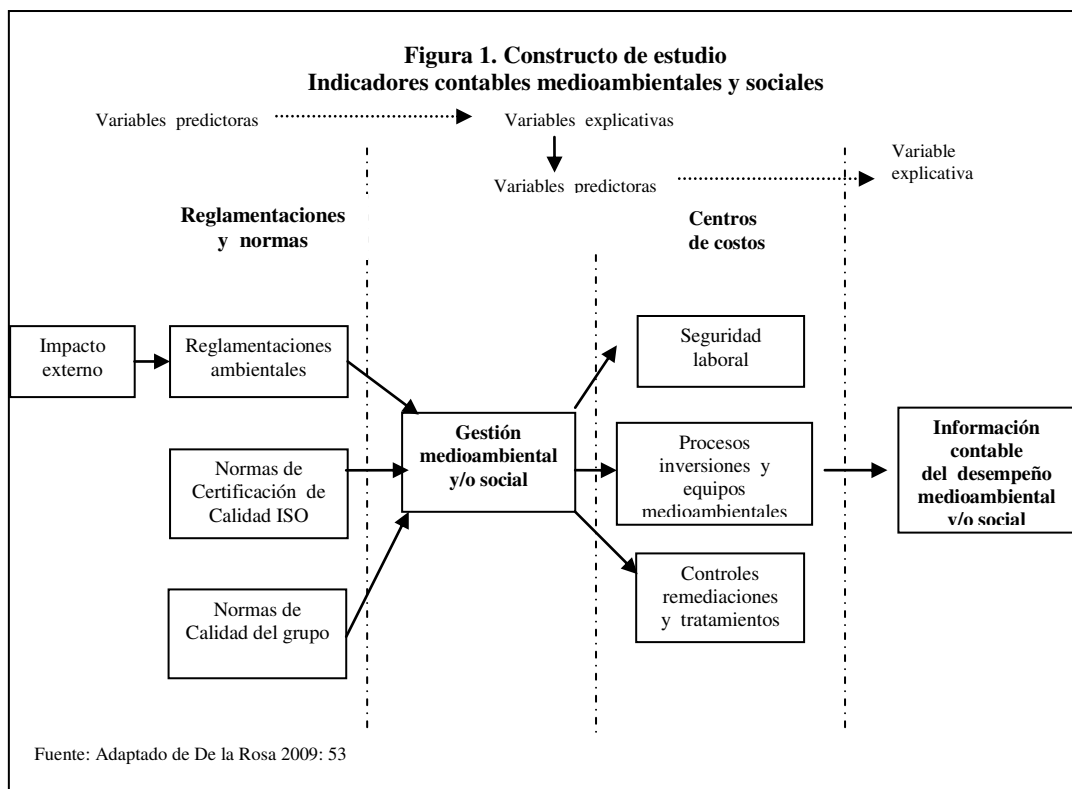 Figura 1. Constructo de estudio
Indicadores contables medioambientales y sociales
Variables predictoras
Variables explicativas
Variables predictoras
Variable
explicativa
Reglamentaciones
y normas
Centros
de costos
Impacto
externo
Reglamentaciones
ambientales
Normas de
Certificación de
Calidad ISO
Normas de
Calidad del grupo
Gestión
medioambiental
y/o social
Seguridad
laboral
Procesos
inversiones y
equipos
medioambientales
Controles
remediaciones
y tratamientos
Información
contable
del desempeño
medioambiental
y/o social
Fuente: Adaptado de De la Rosa 2009: 53